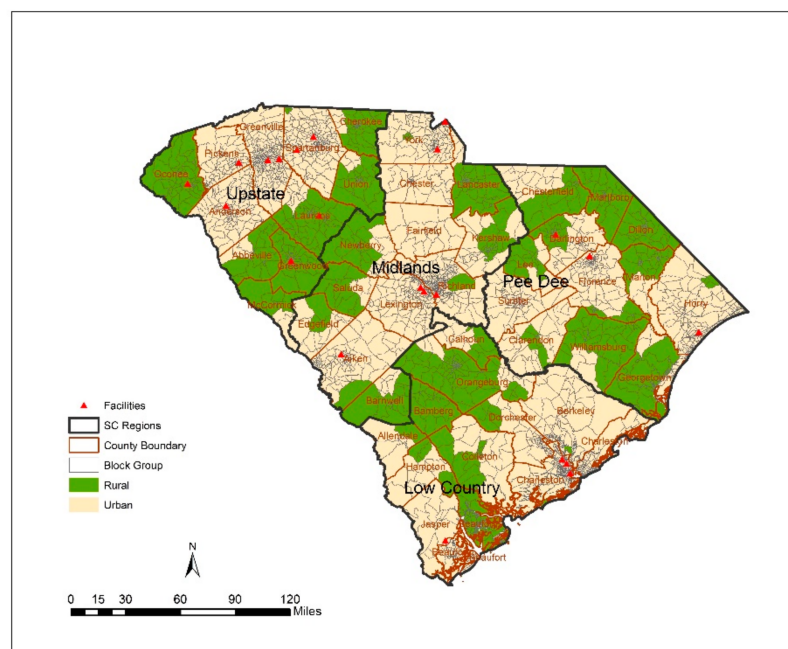 Cherokee
York
Greenville
Spartanburg
Pickens
Oconee
Union
Chester
Lancaster
Chesterfield
Marlboro
Upstate
Anderson
Laurens
Fairfield
Kershaw
Darlington
Dillon
Abbeville
Greenwood
Newberry
Midlands
Lee
Richland
Pee Dee
Florence
Marion
Horry
McCormick
Saluda
Lexington
Sumter
Edgefield
Calhoun
Clarendon
Williamsburg
Aiken
Orangeburg
Georgetown
Barnwell
Bamberg
Dorchester
Berkeley
Allendale
Charleston
Colleton
Hampton
Low Country
Charleston
Jasper
Beaufort
Beaufort
Facilities
SC Regions
County Boundary
Block Group
Rural
Urban
N
0 15 30 60 90 120
Miles